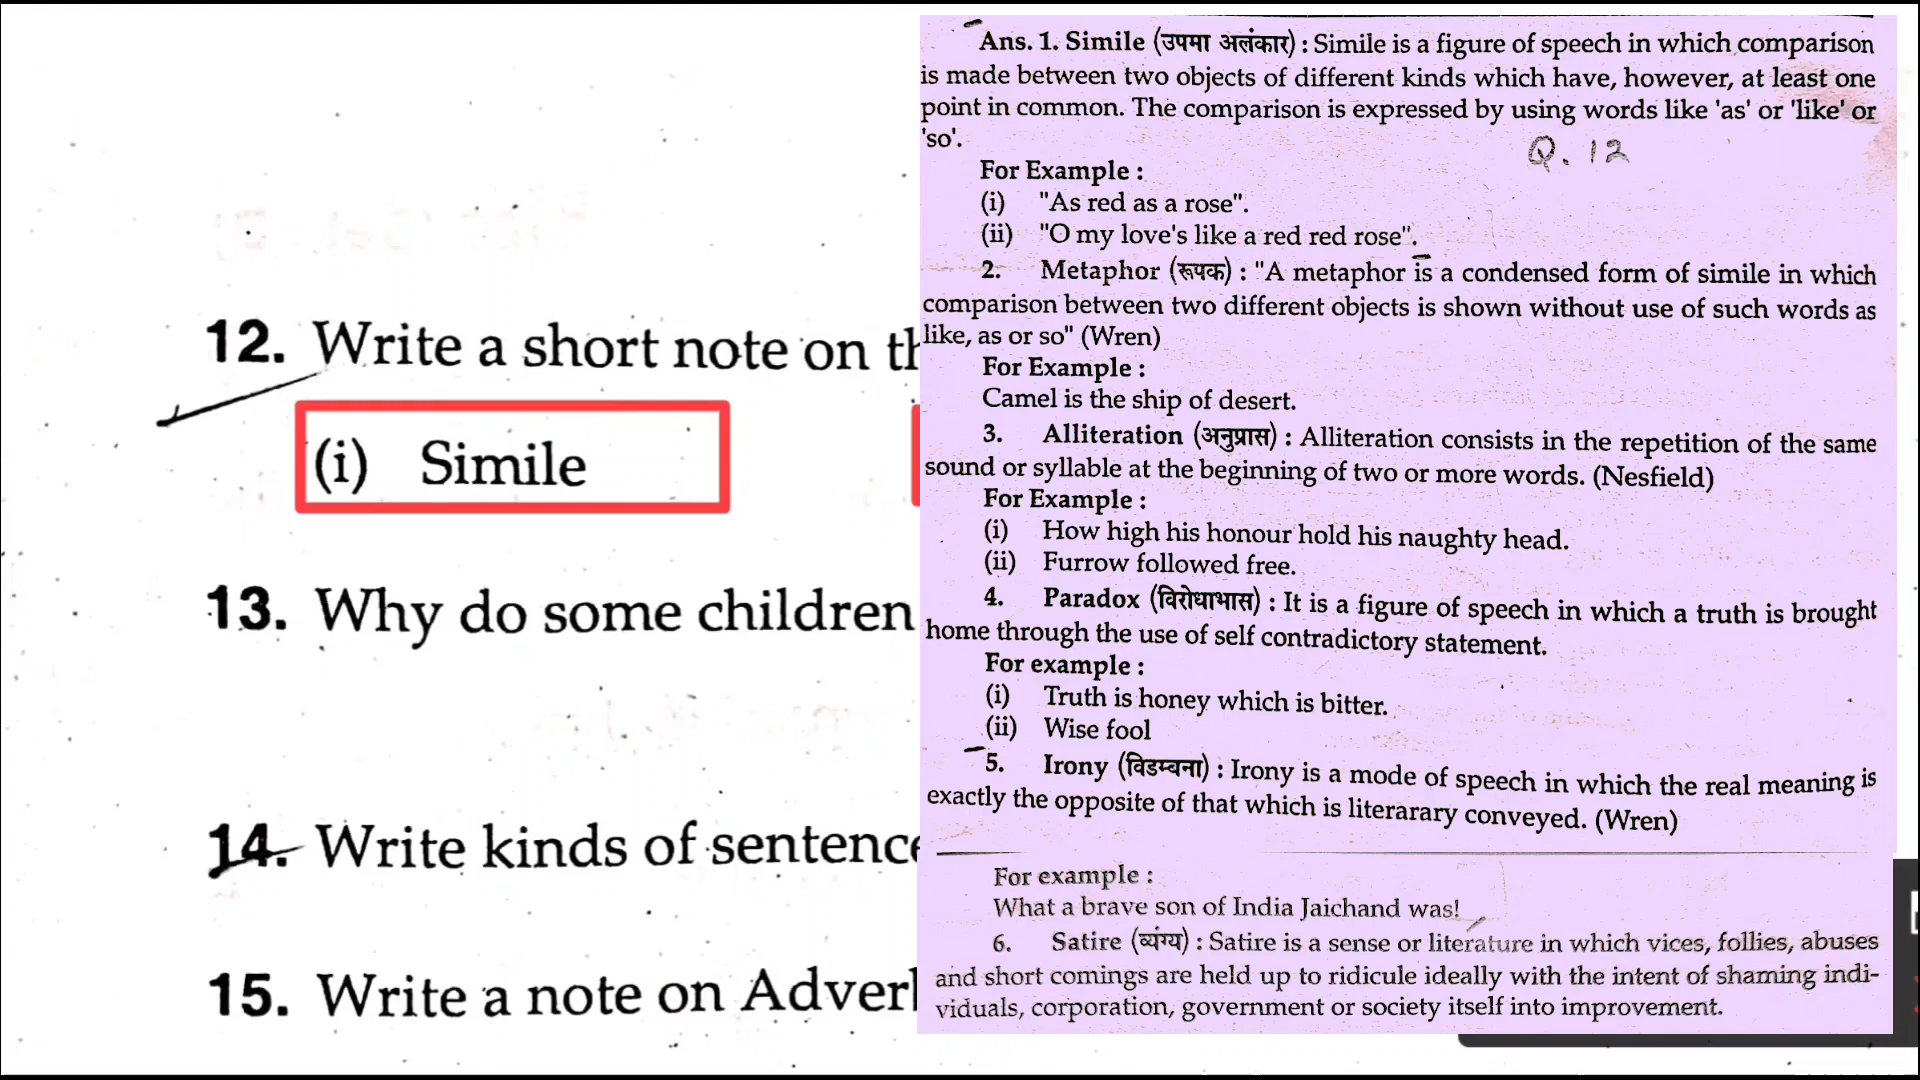 12. Write a short note on th
(i) Simile
13. Why do some children
14. Write kinds of sentence
15. Write a note on Adverl
Ans. 1. Simile (उपमा अलंकार) : Simile is a figure of speech in which comparison
is made between two objects of different kinds which have, however, at least one
point in common. The comparison is expressed by using words like 'as' or 'like' or
'so'.
Q. 12
For Example :
(i) "As red as a rose".
(ii) "O my love's like a red red rose".
2. Metaphor (रूपक) : "A metaphor is a condensed form of simile in which
comparison between two different objects is shown without use of such words as
like, as or so" (Wren)
For Example :
Camel is the ship of desert.
3. Alliteration (अनुप्रास) : Alliteration consists in the repetition of the same
sound or syllable at the beginning of two or more words. (Nesfield)
For Example :
(i) How high his honour hold his naughty head.
(ii) Furrow followed free.
4. Paradox (विरोधाभास) : It is a figure of speech in which a truth is brought
home through the use of self contradictory statement.
For example :
(i) Truth is honey which is bitter.
(ii) Wise fool
5. Irony (विडम्बना) : Irony is a mode of speech in which the real meaning is
exactly the opposite of that which is literarary conveyed. (Wren)
For example :
What a brave son of India Jaichand was!
6. Satire (व्यंग्य) : Satire is a sense or literature in which vices, follies, abuses
and short comings are held up to ridicule ideally with the intent of shaming indi-
viduals, corporation, government or society itself into improvement.